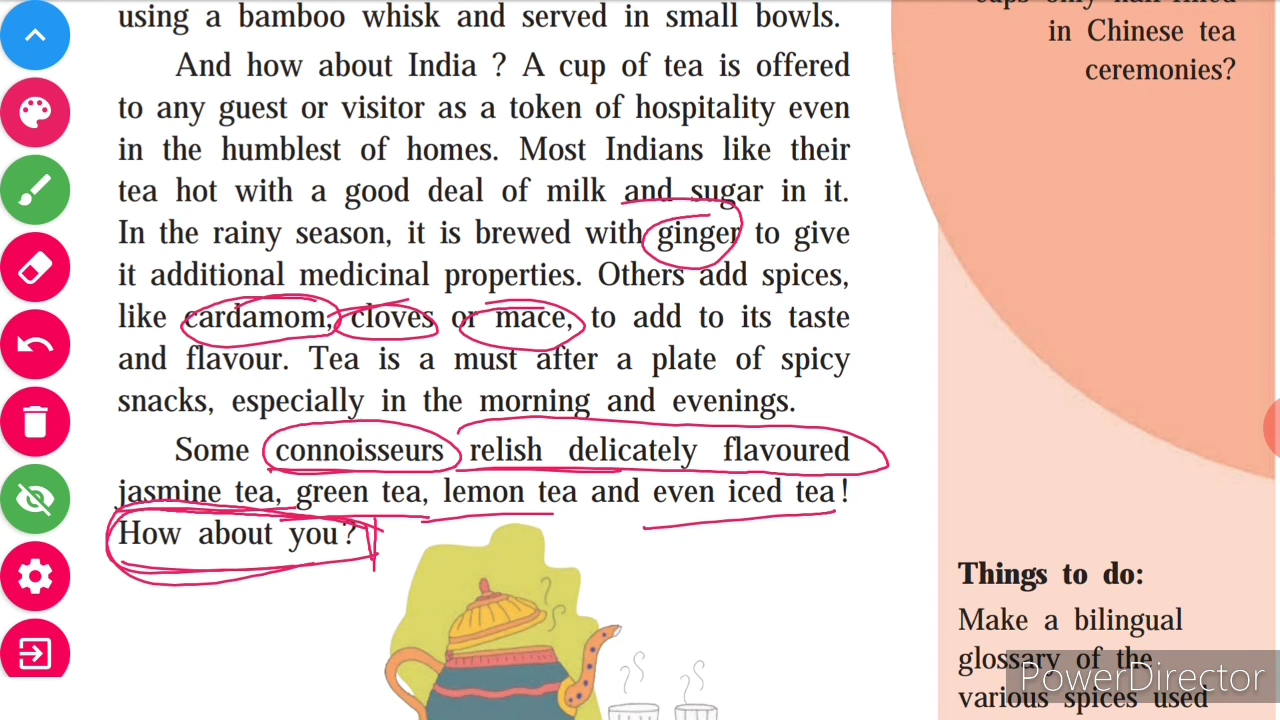 using a bamboo whisk and served in small bowls.
And how about India ? A cup of tea is offered
to any guest or visitor as a token of hospitality even
in the humblest of homes. Most Indians like their
tea hot with a good deal of milk and sugar in it.
In the rainy season, it is brewed with ginger to give
it additional medicinal properties. Others add spices,
like cardamom, cloves or mace, to add to its taste
and flavour. Tea is a must after a plate of spicy
snacks, especially in the morning and evenings.
Some connoisseurs relish delicately flavoured
jasmine tea, green tea, lemon tea and even iced tea!
How about you?
cups only half-filled
in Chinese tea
ceremonies?
Things to do:
Make a bilingual
glossary of the
various spices used
PowerDirector